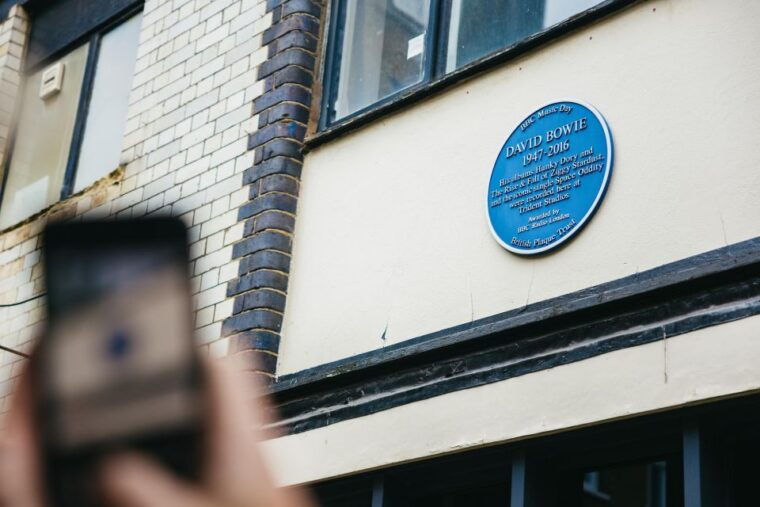 BBC Music Day
DAVID BOWIE
1947-2016
His albums, Hunky Dory and
The Rise & Fall of Ziggy Stardust,
and the iconic single Space Oddity
were recorded here at
Trident Studios.
Awarded by
BBC Radio London
British Plaque Trust